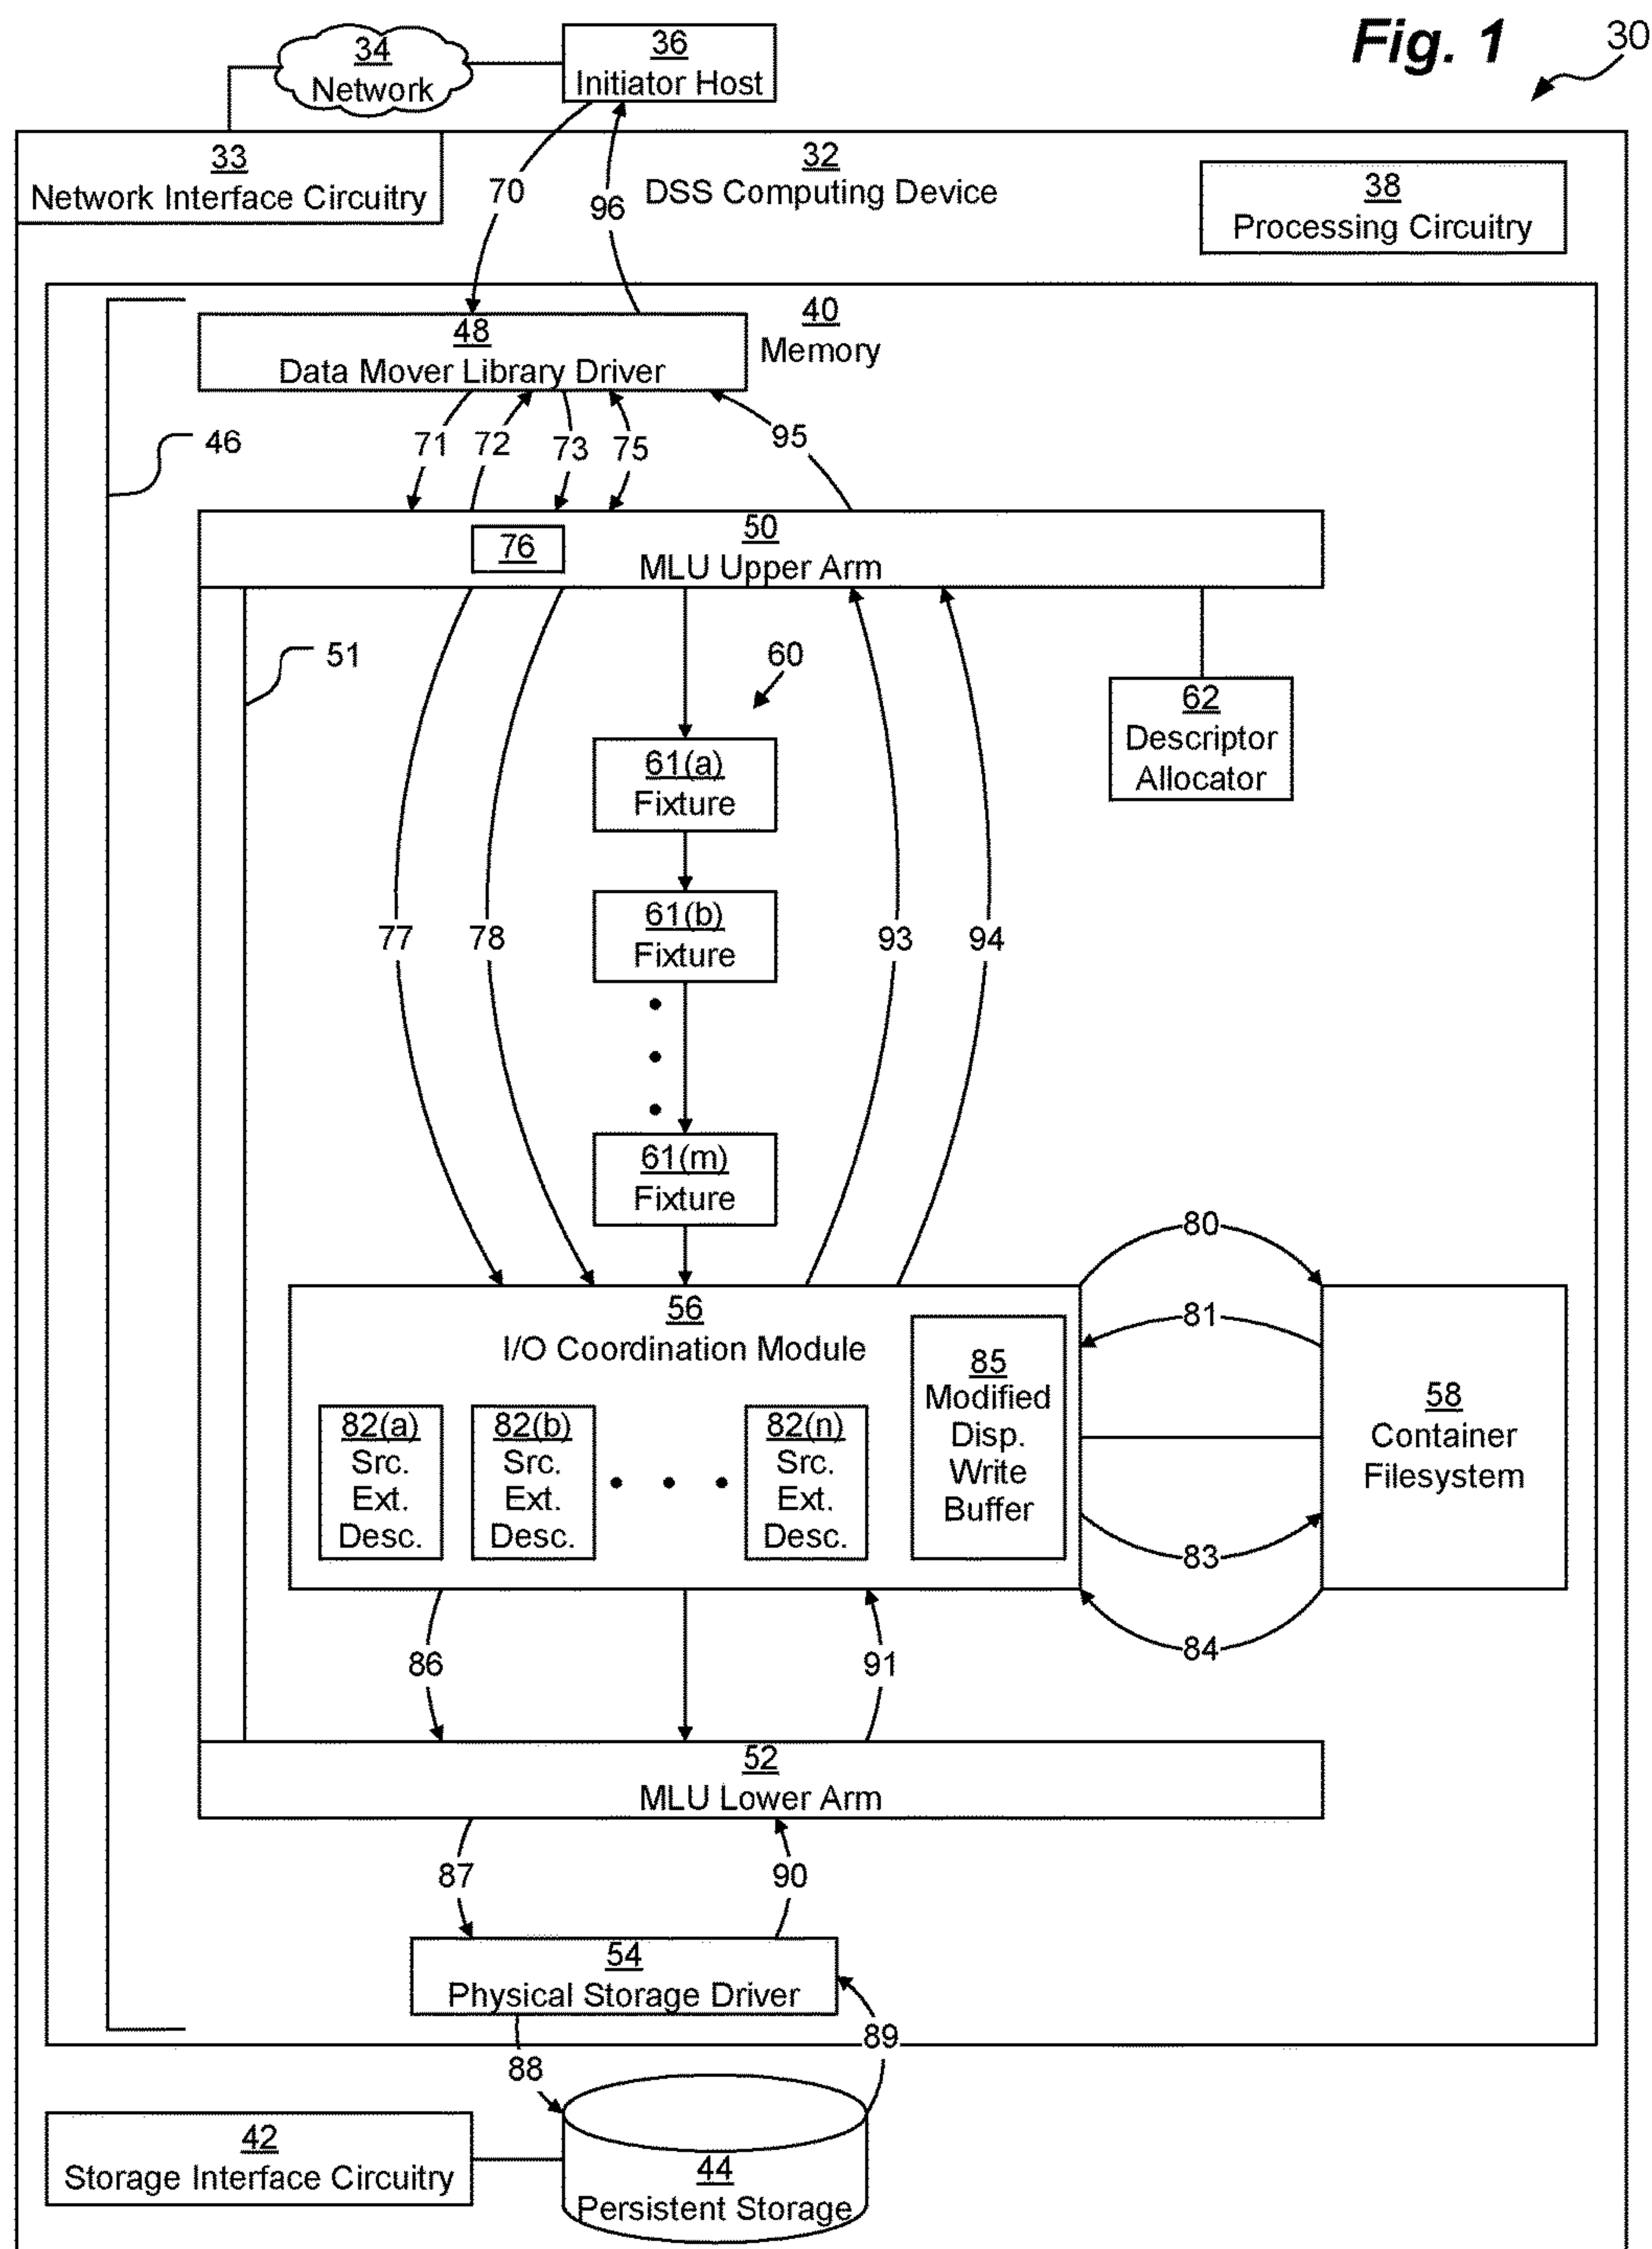 Fig. 1
30
34
Network
36
Initiator Host
33
Network Interface Circuitry
32
DSS Computing Device
38
Processing Circuitry
70
96
40
Memory
48
Data Mover Library Driver
46
71
72
73
75
95
50
MLU Upper Arm
76
51
60
62
Descriptor
Allocator
61(a)
Fixture
61(b)
Fixture
77
78
93
94
61(m)
Fixture
80
56
I/O Coordination Module
81
85
Modified
Disp.
Write
Buffer
58
Container
Filesystem
82(a)
Src.
Ext.
Desc.
82(b)
Src.
Ext.
Desc.
82(n)
Src.
Ext.
Desc.
83
84
86
91
52
MLU Lower Arm
87
90
54
Physical Storage Driver
88
89
42
Storage Interface Circuitry
44
Persistent Storage